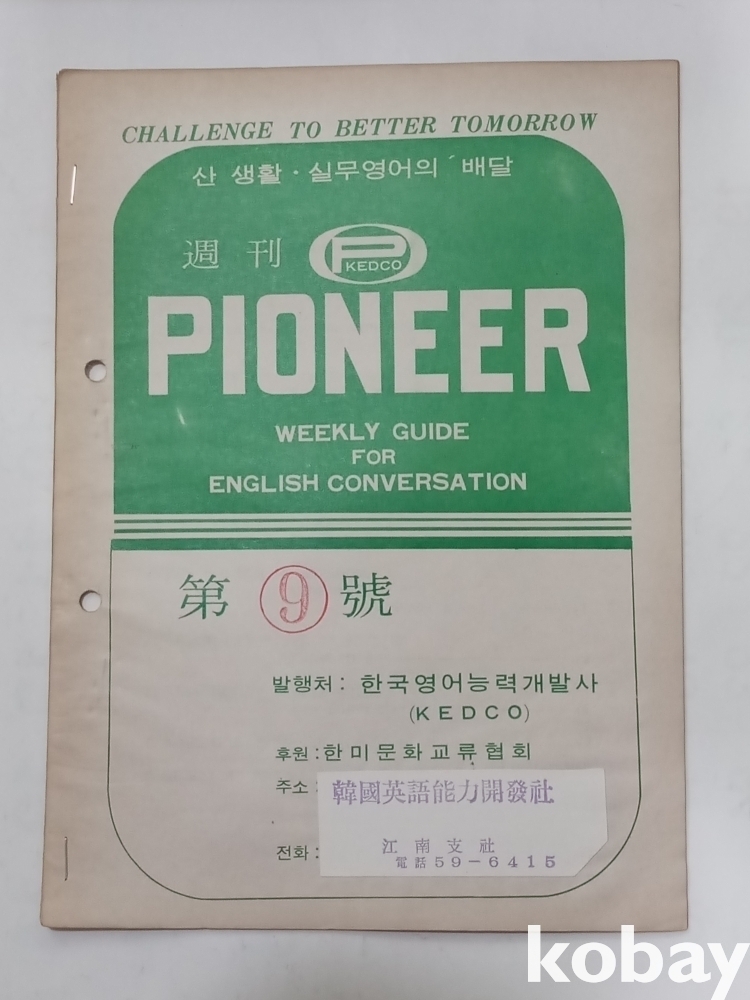 CHALLENGE TO BETTER TOMORROW
산 생활 · 실무영어의 배달
週刊 P KEDCO
PIONEER
WEEKLY GUIDE
FOR
ENGLISH CONVERSATION
第 ⑨ 號
발행처 : 한국영어능력개발사
(KEDCO)
후원 : 한미문화교류협회
주소 : 韓國英語能力開發社
江南支社
전화 : 電話 59-6415
kobay